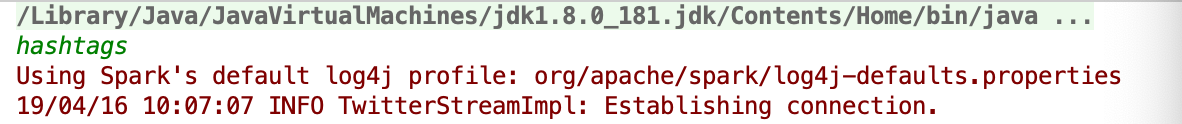 /Library/Java/JavaVirtualMachines/jdk1.8.0_181.jdk/Contents/Home/bin/java ...
hashtags
Using Spark's default log4j profile: org/apache/spark/log4j-defaults.properties
19/04/16 10:07:07 INFO TwitterStreamImpl: Establishing connection.